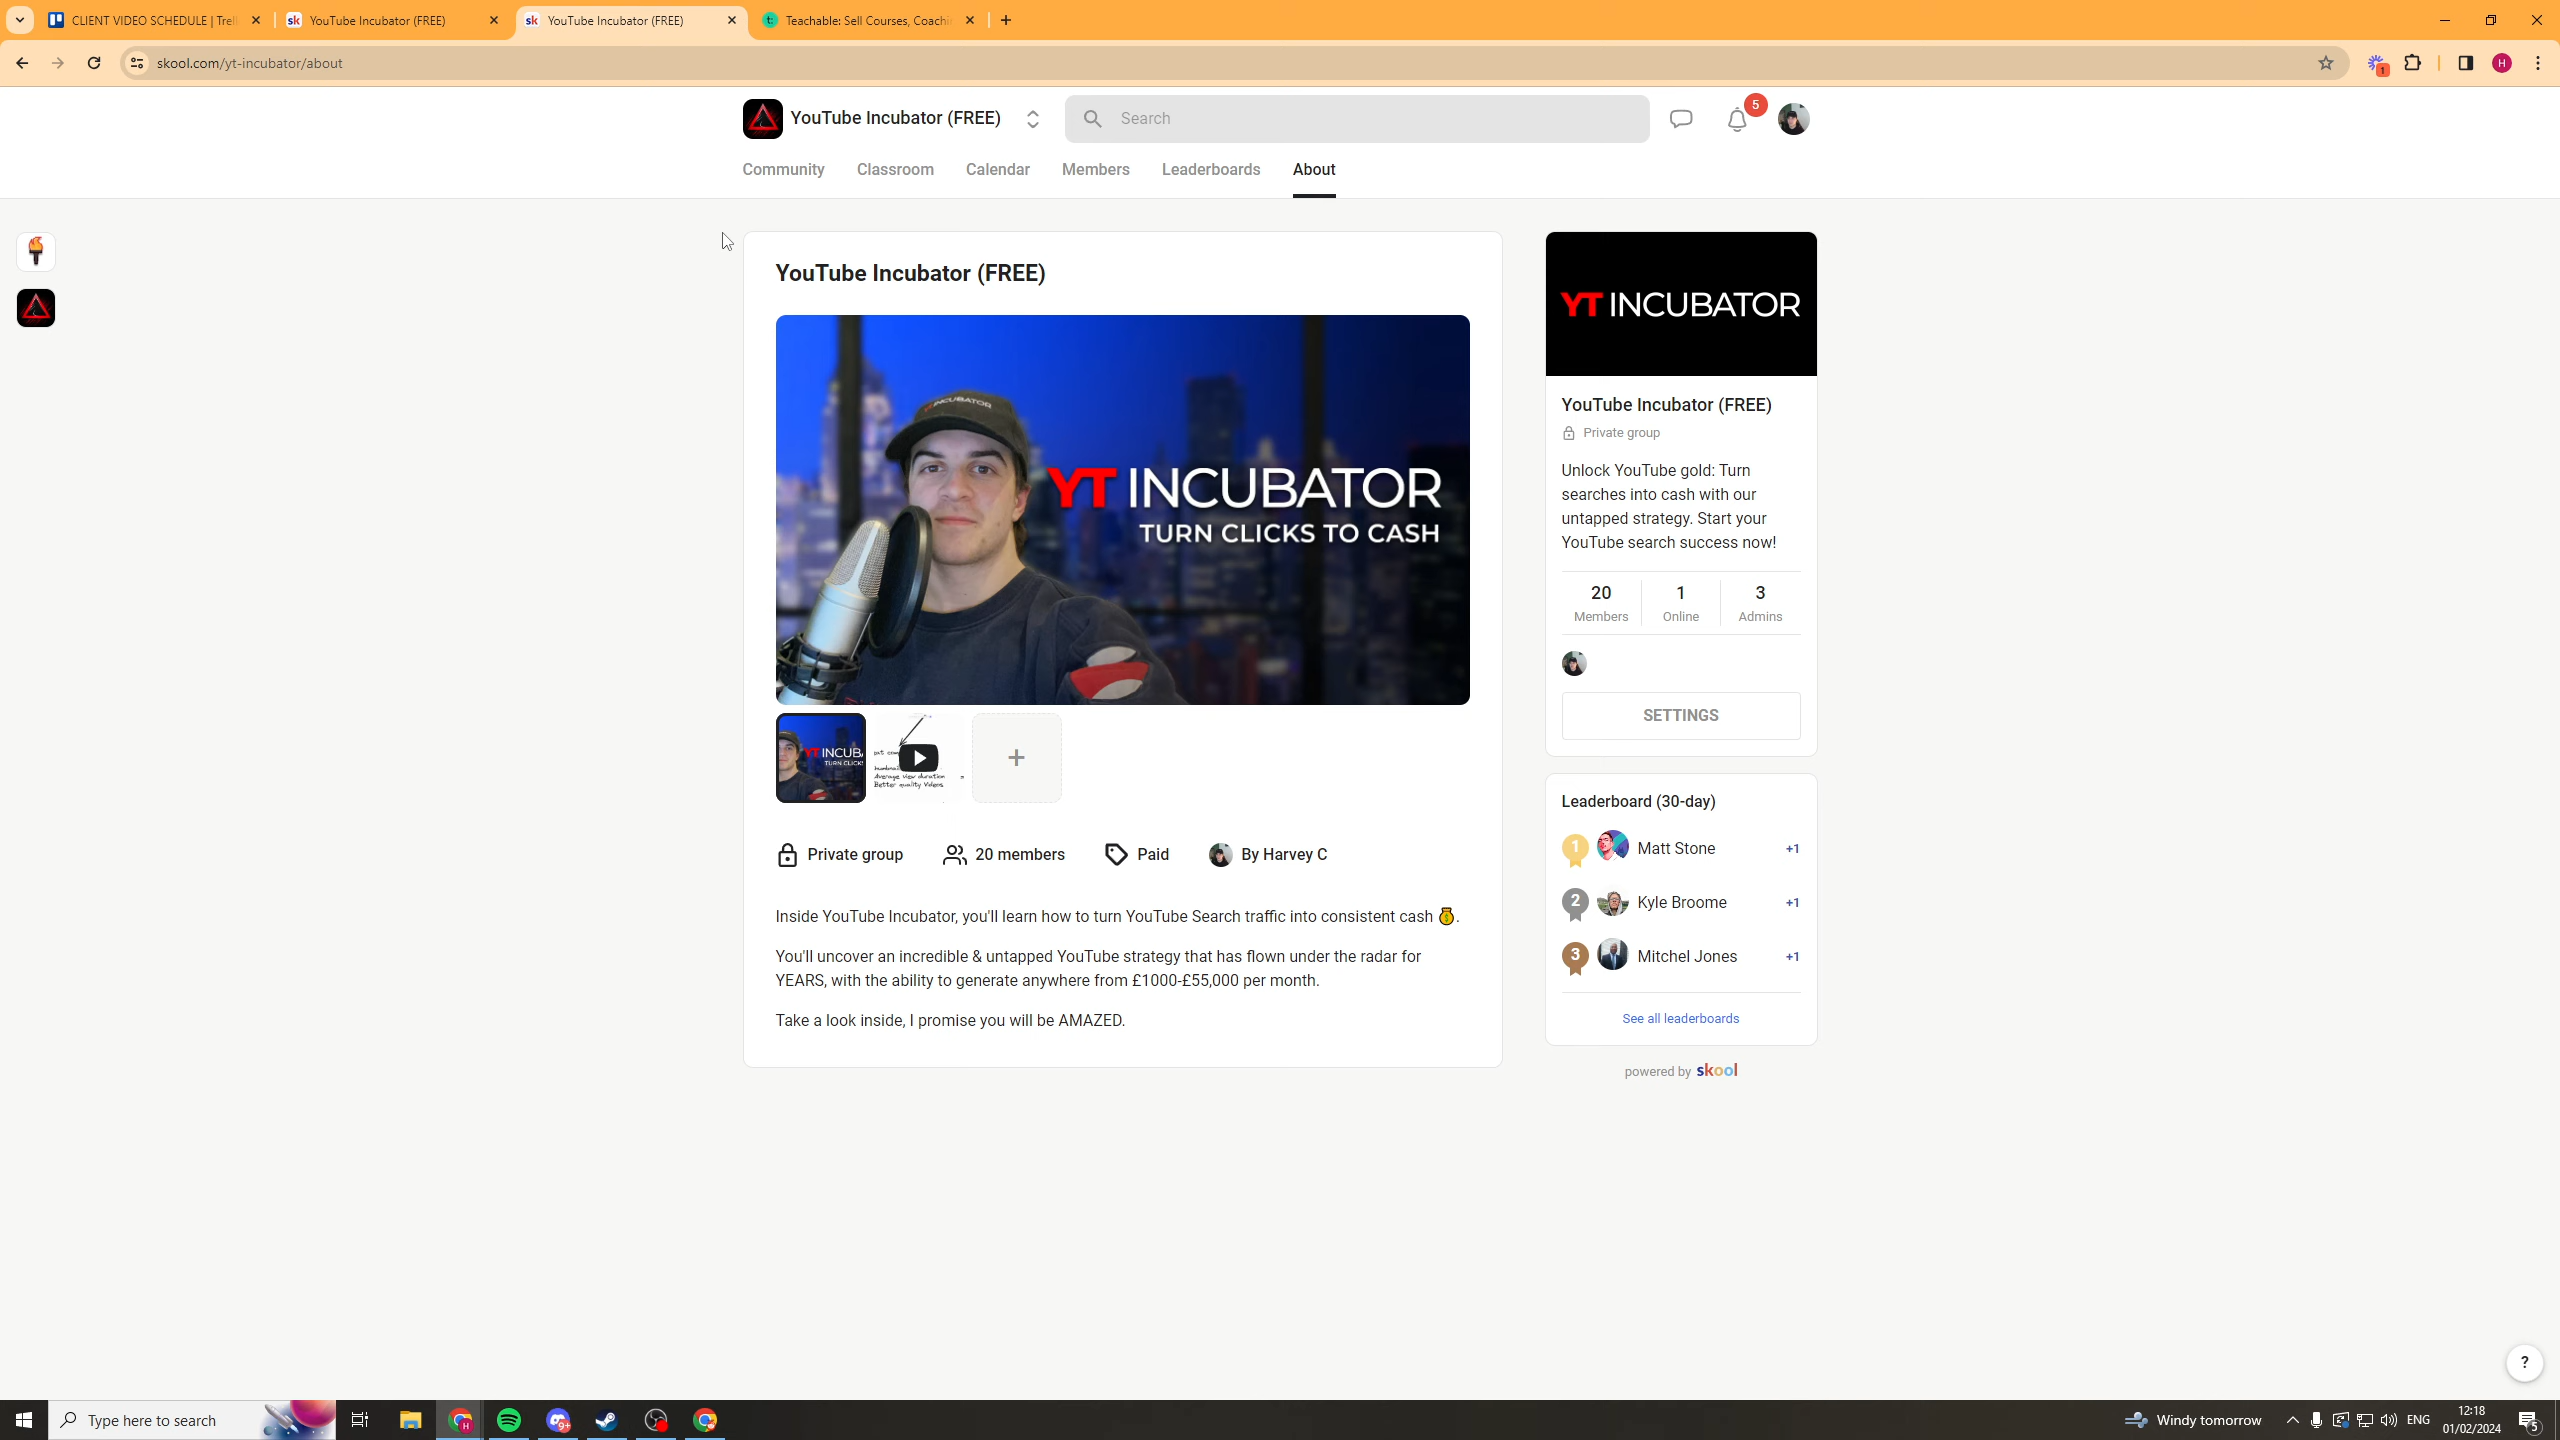 CLIENT VIDEO SCHEDULE | Trel
YouTube Incubator (FREE)
YouTube Incubator (FREE)
Teachable: Sell Courses, Coachi
skool.com/yt-incubator/about
1
H
YouTube Incubator (FREE)
Search
5
Community
Classroom
Calendar
Members
Leaderboards
About
YouTube Incubator (FREE)
YT INCUBATOR
TURN CLICKS TO CASH
Average view duration
Better quality Videos
Private group
20 members
Paid
By Harvey C
Inside YouTube Incubator, you'll learn how to turn YouTube Search traffic into consistent cash 💰.
You'll uncover an incredible & untapped YouTube strategy that has flown under the radar for
YEARS, with the ability to generate anywhere from £1000-£55,000 per month.
Take a look inside, I promise you will be AMAZED.
YT INCUBATOR
YouTube Incubator (FREE)
Private group
Unlock YouTube gold: Turn
searches into cash with our
untapped strategy. Start your
YouTube search success now!
20
Members
1
Online
3
Admins
SETTINGS
Leaderboard (30-day)
1
Matt Stone
+1
2
Kyle Broome
+1
3
Mitchel Jones
+1
See all leaderboards
powered by skool
?
Type here to search
Windy tomorrow
ENG
12:18
01/02/2024
5